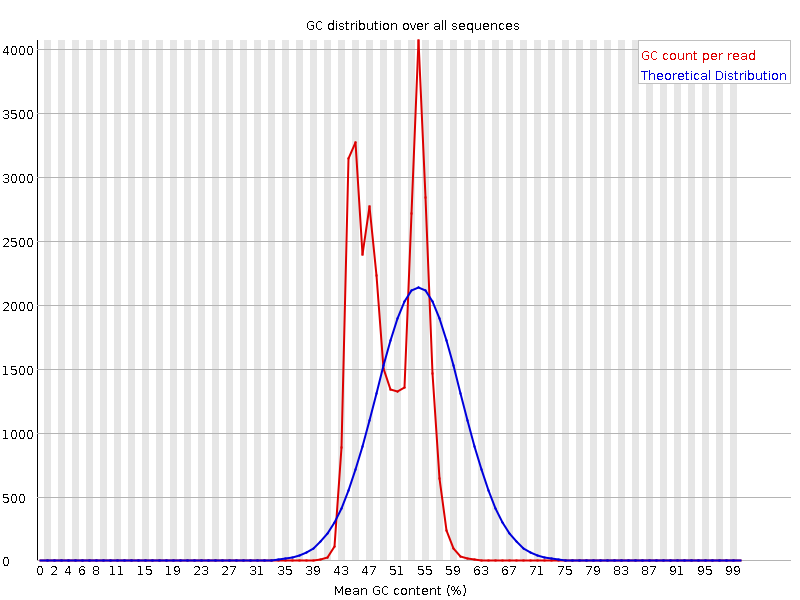 GC distribution over all sequences
GC count per read
Theoretical Distribution
4000
3500
3000
2500
2000
1500
1000
500
0
0 2 4 6 8 11 15 19 23 27 31 35 39 43 47 51 55 59 63 67 71 75 79 83 87 91 95 99
Mean GC content (%)